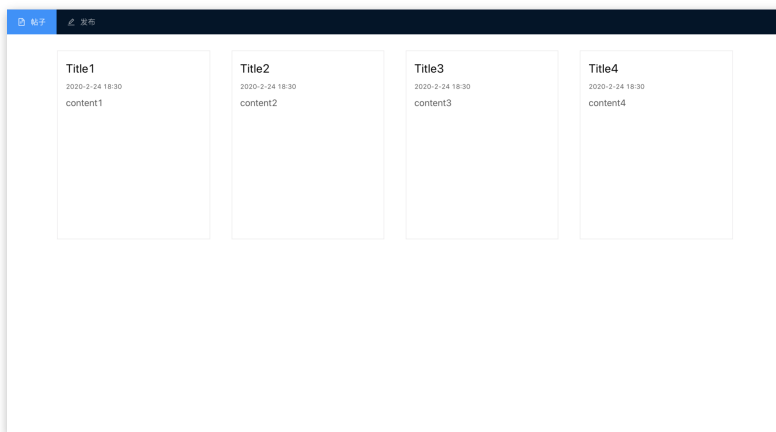 帖子 发布
Title1 Title2 Title3 Title4
2020-2-24 18:30 2020-2-24 18:30 2020-2-24 18:30 2020-2-24 18:30
content1 content2 content3 content4